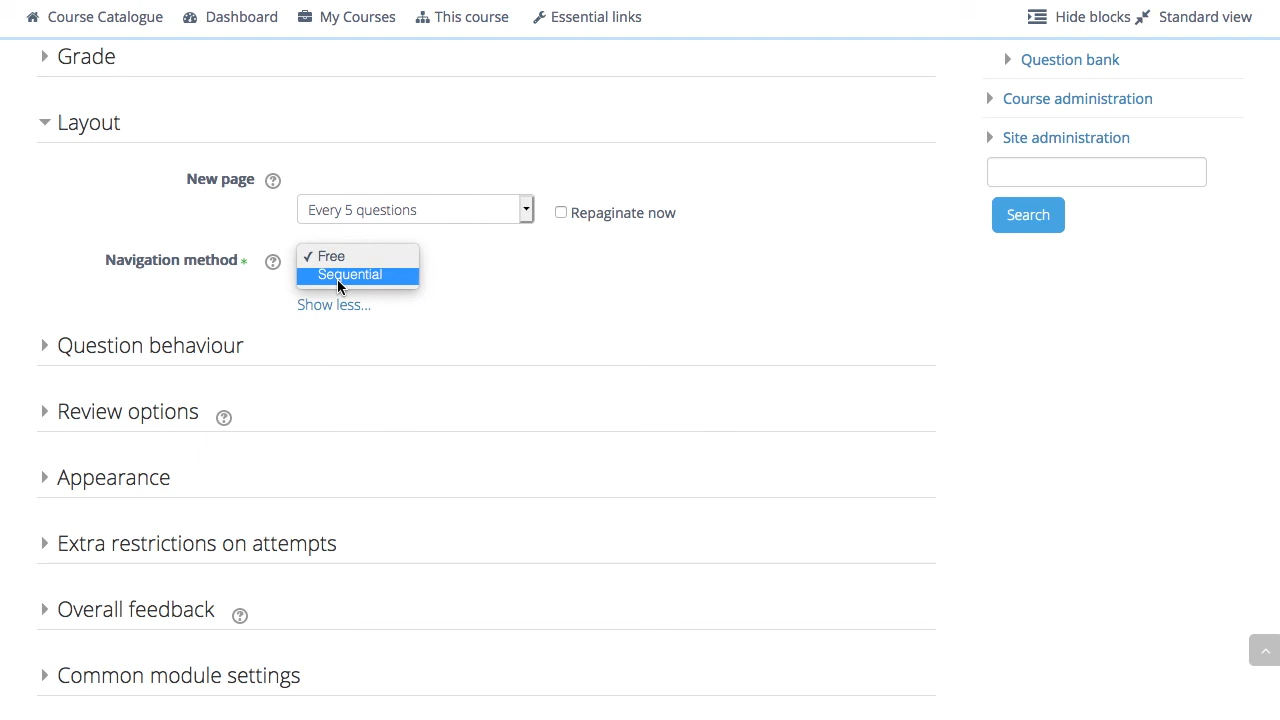 Course Catalogue Dashboard My Courses This course Essential links Hide blocks Standard view
Grade
Question bank
Course administration
Layout
Site administration
New page
Every 5 questions Repaginate now
Search
Navigation method * ✓ Free
Sequential
Show less...
Question behaviour
Review options
Appearance
Extra restrictions on attempts
Overall feedback
Common module settings